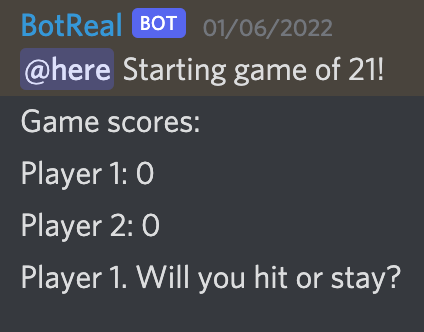 BotReal BOT 01/06/2022
@here Starting game of 21!
Game scores:
Player 1: 0
Player 2: 0
Player 1. Will you hit or stay?